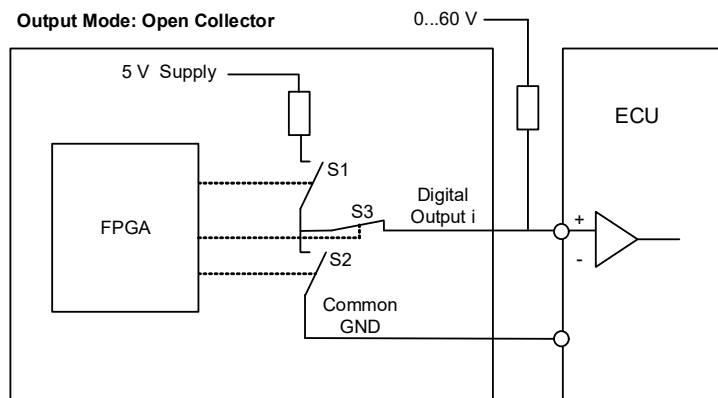 Output Mode: Open Collector
0...60 V
5 V Supply
ECU
S1
Digital
Output i
S3
FPGA
+
-
S2
Common
GND